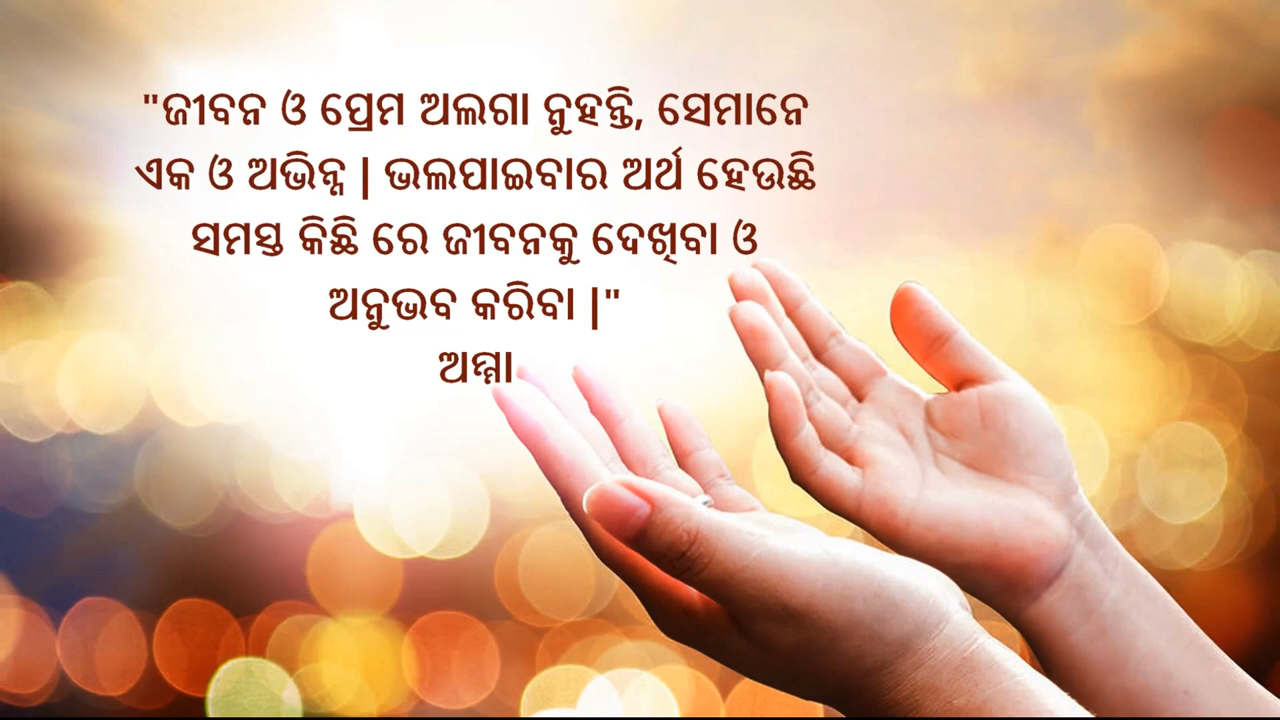 "ଜୀବନ ଓ ପ୍ରେମ ଅଲଗା ନୁହନ୍ତି, ସେମାନେ
ଏକ ଓ ଅଭିନ୍ନ | ଭଲପାଇବାର ଅର୍ଥ ହେଉଛି
ସମସ୍ତ କିଛି ରେ ଜୀବନକୁ ଦେଖିବା ଓ
ଅନୁଭବ କରିବା |"
ଅମ୍ମା